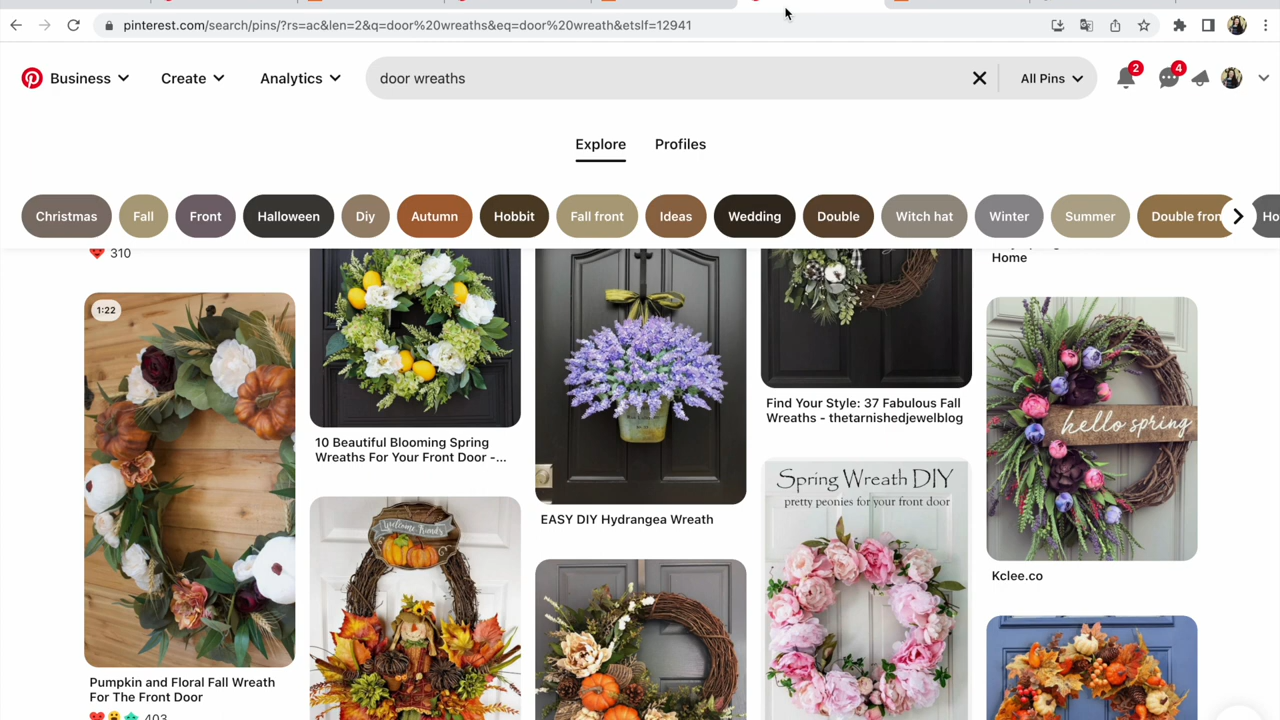 pinterest.com/search/pins/?rs=ac&len=2&q=door%20wreaths&eq=door%20wreath&etslf=12941
Business
Create
Analytics
door wreaths
All Pins
2
4
Explore
Profiles
Christmas
Fall
Front
Halloween
Diy
Autumn
Hobbit
Fall front
Ideas
Wedding
Double
Witch hat
Winter
Summer
Double fron
Ho
310
1:22
Pumpkin and Floral Fall Wreath
For The Front Door
403
10 Beautiful Blooming Spring
Wreaths For Your Front Door -...
Welcome Friends
EASY DIY Hydrangea Wreath
Find Your Style: 37 Fabulous Fall
Wreaths - thetarnishedjewelblog
Spring Wreath DIY
pretty peonies for your front door
Home
hello spring
Kclee.co